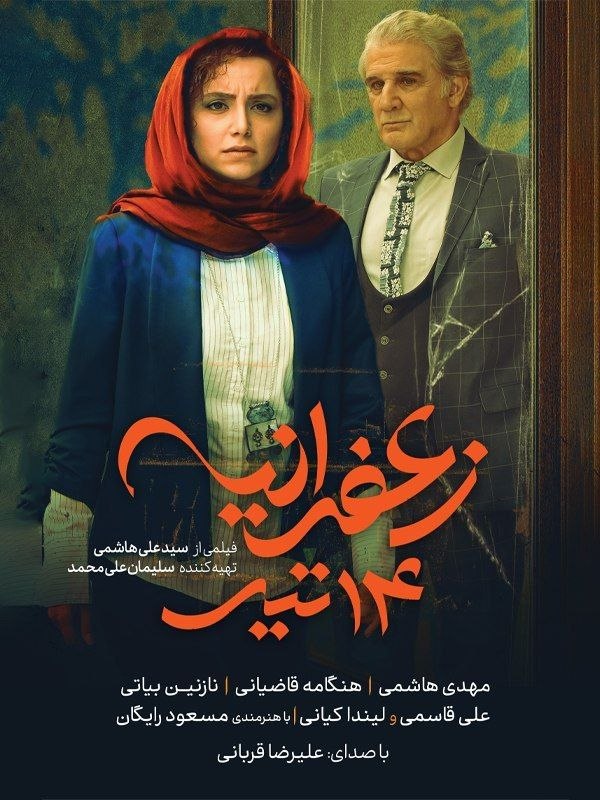 زعفرانیه
۱۴ تیر
فیلمی از سیدعلی هاشمی
تهیه‌کننده سلیمان علی‌محمد
مهدی هاشمی | هنگامه قاضیانی | نازنین بیاتی
علی قاسمی و لیندا کیانی | با هنرمندی مسعود رایگان
با صدای: علیرضا قربانی